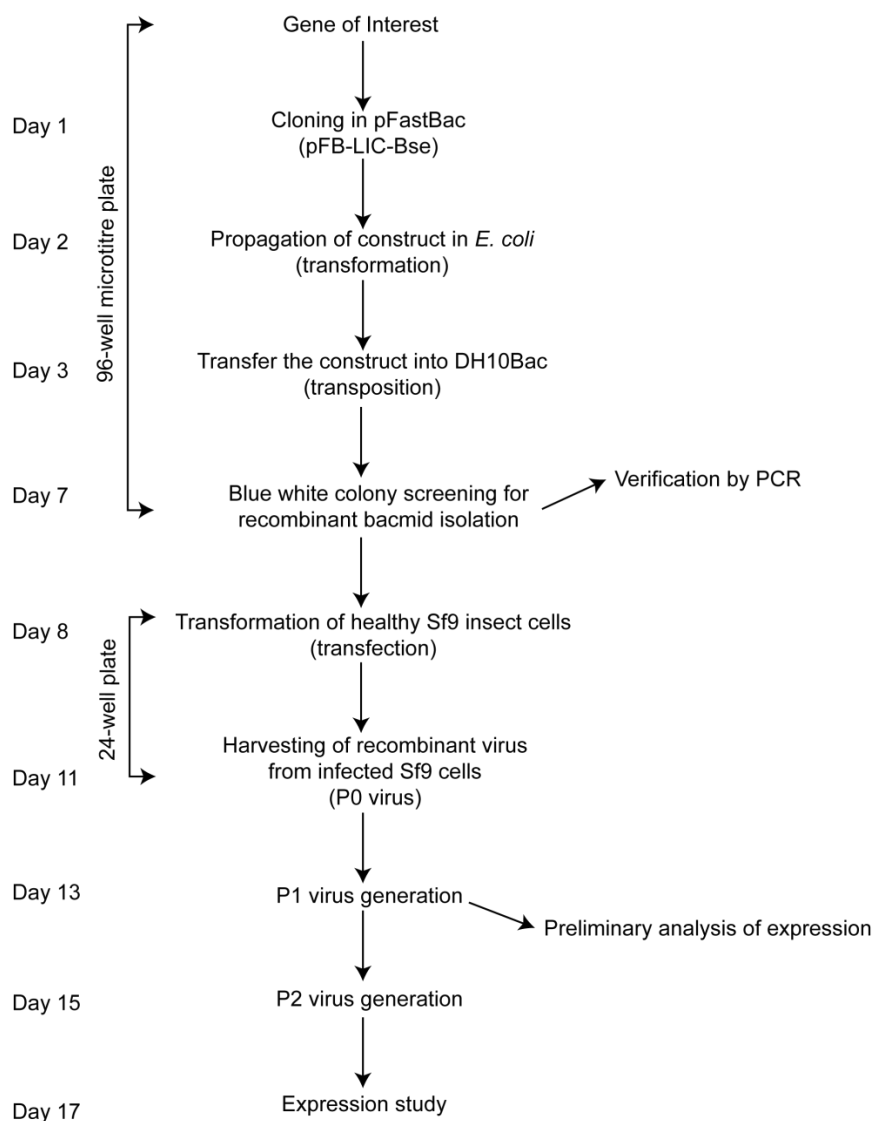 Gene of Interest
Day 1
Cloning in pFastBac
(pFB-LIC-Bse)
96-well microtitre plate
Day 2
Propagation of construct in E. coli
(transformation)
Day 3
Transfer the construct into DH10Bac
(transposition)
Day 7
Blue white colony screening for
recombinant bacmid isolation
Verification by PCR
Day 8
Transformation of healthy Sf9 insect cells
(transfection)
24-well plate
Day 11
Harvesting of recombinant virus
from infected Sf9 cells
(P0 virus)
Day 13
P1 virus generation
Preliminary analysis of expression
Day 15
P2 virus generation
Day 17
Expression study